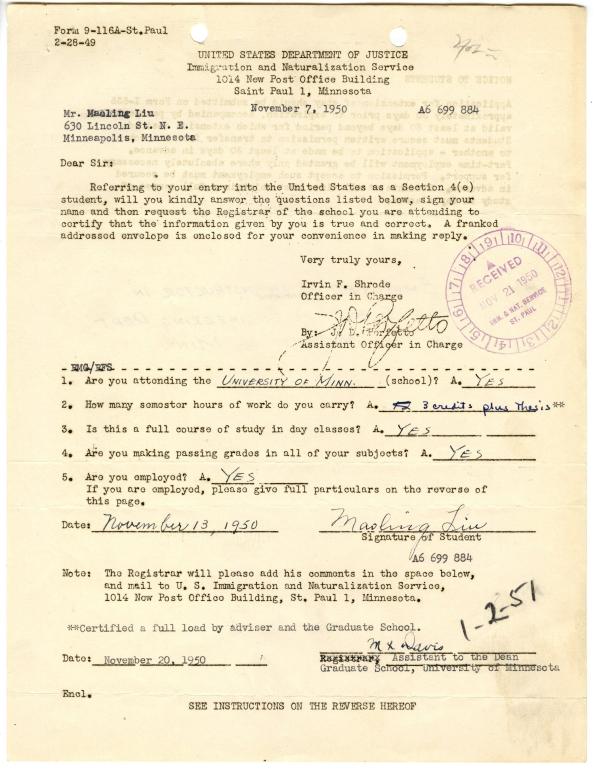 Form 9-116A-St.Paul
2-28-49
UNITED STATES DEPARTMENT OF JUSTICE
Immigration and Naturalization Service
1014 New Post Office Building
Saint Paul 1, Minnesota
November 7, 1950
A6 699 884
Mr. Maoling Liu
630 Lincoln St. N. E.
Minneapolis, Minnesota
Dear Sir:
Referring to your entry into the United States as a Section 4(e)
student, will you kindly answer the questions listed below, sign your
name and then request the Registrar of the school you are attending to
certify that the information given by you is true and correct. A franked
addressed envelope is enclosed for your convenience in making reply.
Very truly yours,
Irvin F. Shrode
Officer in Charge
By:
Assistant Officer in Charge
RECEIVED
NOV 21 1950
IMM. & NAT. SERVICE
ST. PAUL
7 8 9 10 11 12 1 2 3 4 5 6
EMG/EFS
1. Are you attending the UNIVERSITY OF MINN. (school)? A. YES
2. How many semester hours of work do you carry? A. 3 credits plus Thesis**
3. Is this a full course of study in day classes? A. YES
4. Are you making passing grades in all of your subjects? A. YES
5. Are you employed? A. YES
If you are employed, please give full particulars on the reverse of
this page.
Date: November 13, 1950
Maoling Liu
Signature of Student
A6 699 884
Note: The Registrar will please add his comments in the space below,
and mail to U. S. Immigration and Naturalization Service,
1014 New Post Office Building, St. Paul 1, Minnesota.
1-2-51
**Certified a full load by adviser and the Graduate School.
M X Davis
Date: November 20, 1950
Registrar, Assistant to the Dean
Graduate School, University of Minnesota
Encl.
SEE INSTRUCTIONS ON THE REVERSE HEREOF